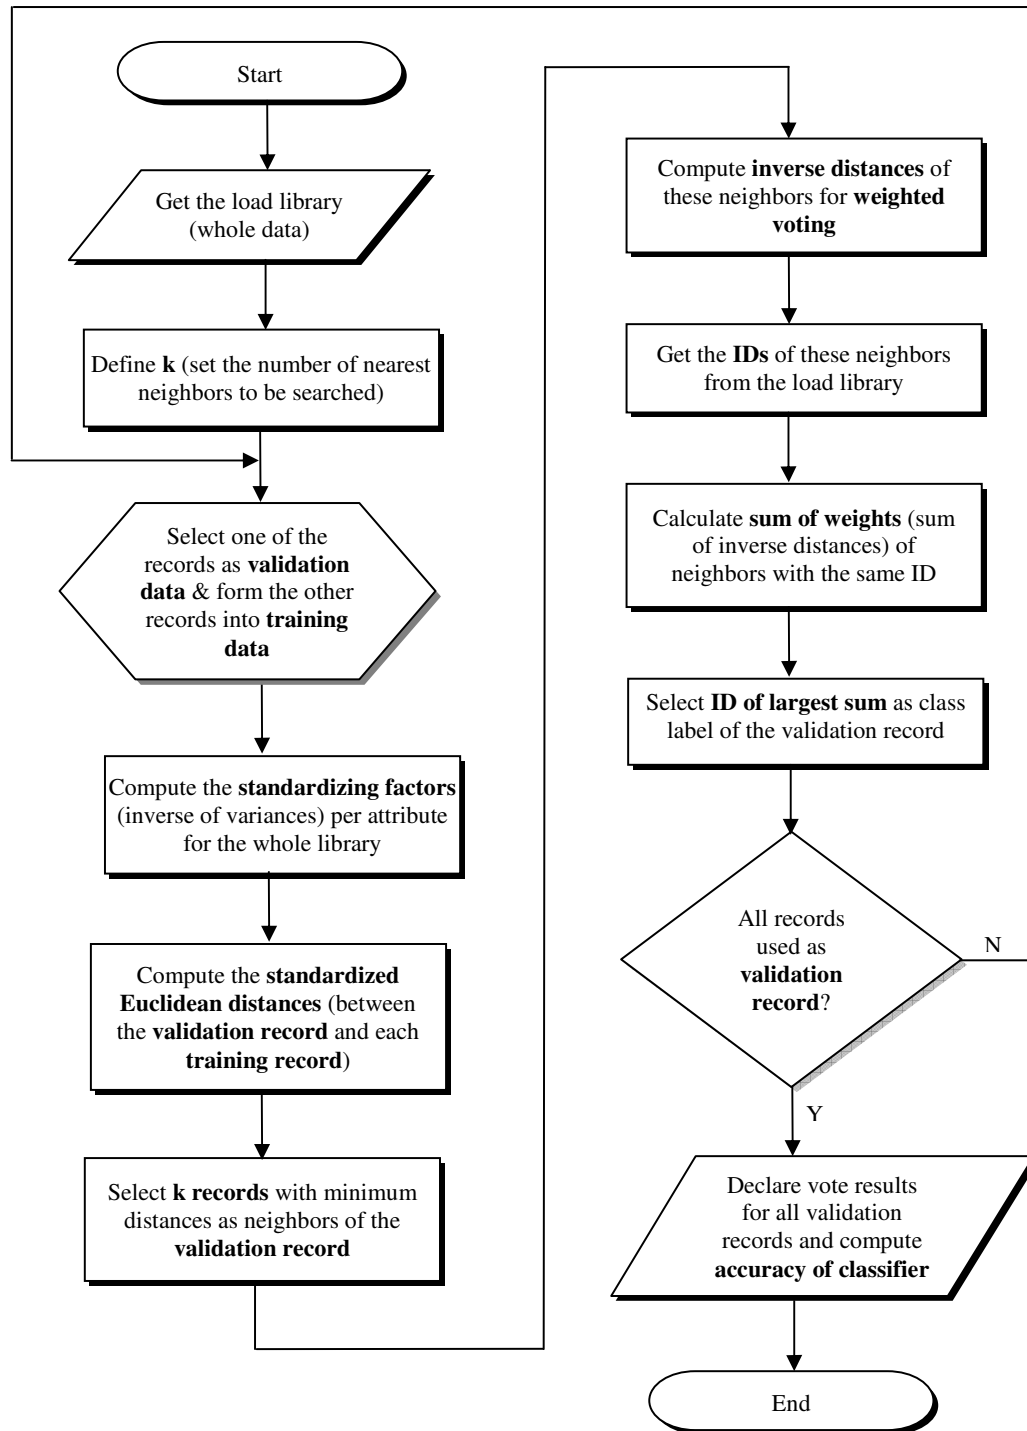 Start
Get the load library
(whole data)
Define k (set the number of nearest
neighbors to be searched)
Select one of the
records as validation
data & form the other
records into training
data
Compute the standardizing factors
(inverse of variances) per attribute
for the whole library
Compute the standardized
Euclidean distances (between
the validation record and each
training record)
Select k records with minimum
distances as neighbors of the
validation record
Compute inverse distances of
these neighbors for weighted
voting
Get the IDs of these neighbors
from the load library
Calculate sum of weights (sum
of inverse distances) of
neighbors with the same ID
Select ID of largest sum as class
label of the validation record
All records
used as
validation
record?
N
Y
Declare vote results
for all validation
records and compute
accuracy of classifier
End